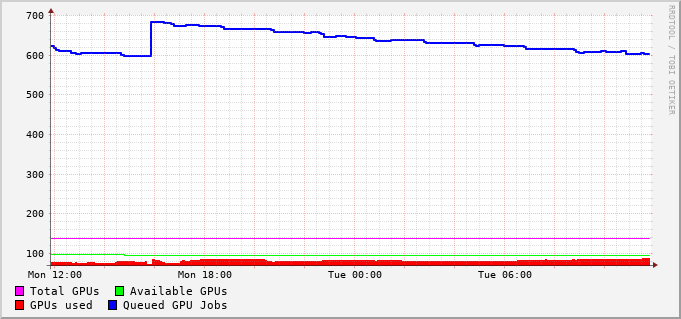 700
600
500
400
300
200
100
Mon 12:00 Mon 18:00 Tue 00:00 Tue 06:00
Total GPUs Available GPUs
GPUs used Queued GPU Jobs
RRDTOOL / TOBI OETIKER